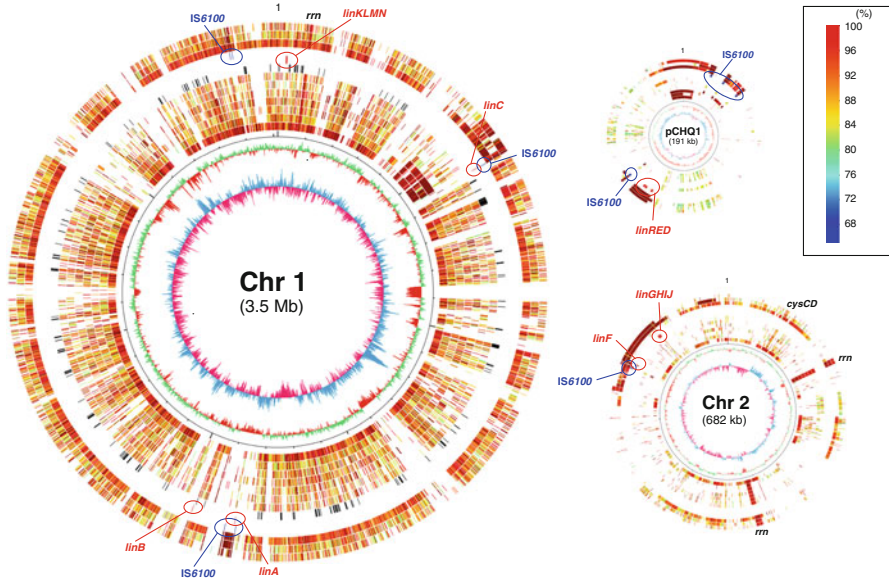 1
rrn
IS6100
linKLMN
linC
IS6100
Chr 1
(3.5 Mb)
linB
IS6100
linA
1
IS6100
pCHQ1
(191 kb)
IS6100
linRED
(%)
100
96
92
88
84
80
76
72
68
1
linGHIJ
cysCD
linF
IS6100
rrn
Chr 2
(682 kb)
rrn